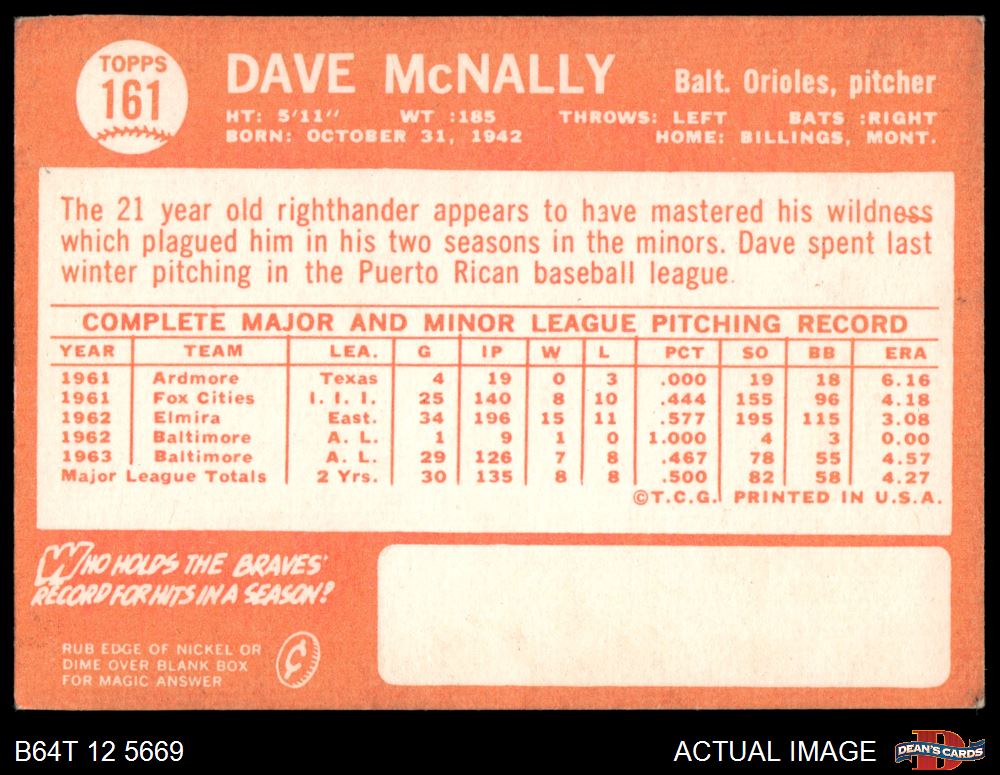 TOPPS
161
DAVE McNALLY
Balt. Orioles, pitcher
HT: 5'11" WT :185 THROWS: LEFT BATS :RIGHT
BORN: OCTOBER 31, 1942 HOME: BILLINGS, MONT.
The 21 year old righthander appears to have mastered his wildness
which plagued him in his two seasons in the minors. Dave spent last
winter pitching in the Puerto Rican baseball league.
COMPLETE MAJOR AND MINOR LEAGUE PITCHING RECORD
YEAR TEAM LEA. G IP W L PCT SO BB ERA
1961 Ardmore Texas 4 19 0 3 .000 19 18 6.16
1961 Fox Cities I. I. I. 25 140 8 10 .444 155 96 4.18
1962 Elmira East. 34 196 15 11 .577 195 115 3.08
1962 Baltimore A. L. 1 9 1 0 1.000 4 3 0.00
1963 Baltimore A. L. 29 126 7 8 .467 78 55 4.57
Major League Totals 2 Yrs. 30 135 8 8 .500 82 58 4.27
©T.C.G. PRINTED IN U.S.A.
WHO HOLDS THE BRAVES'
RECORD FOR HITS IN A SEASON?
RUB EDGE OF NICKEL OR
DIME OVER BLANK BOX
FOR MAGIC ANSWER
¢
B64T 12 5669
ACTUAL IMAGE
DEAN'S CARDS